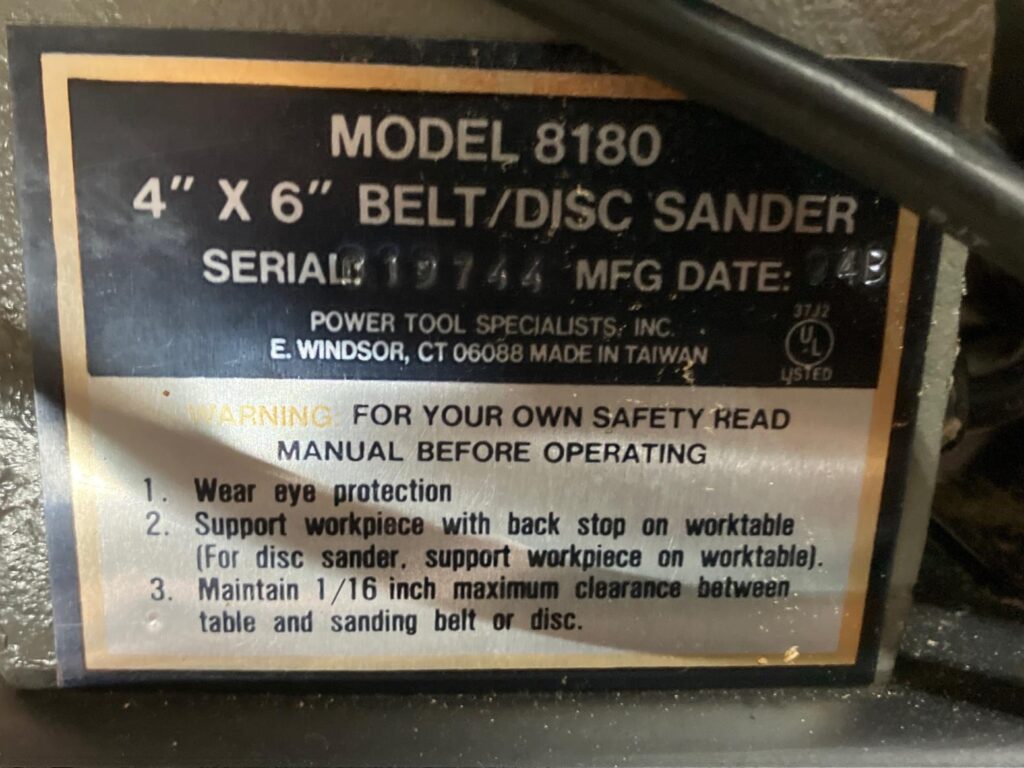 MODEL 8180
4" X 6" BELT/DISC SANDER
SERIAL: 19744 MFG DATE: 94B
POWER TOOL SPECIALISTS, INC.
E. WINDSOR, CT 06088 MADE IN TAIWAN
37J2
UL
LISTED
WARNING: FOR YOUR OWN SAFETY READ
MANUAL BEFORE OPERATING
1. Wear eye protection
2. Support workpiece with back stop on worktable
(For disc sander, support workpiece on worktable).
3. Maintain 1/16 inch maximum clearance between
table and sanding belt or disc.